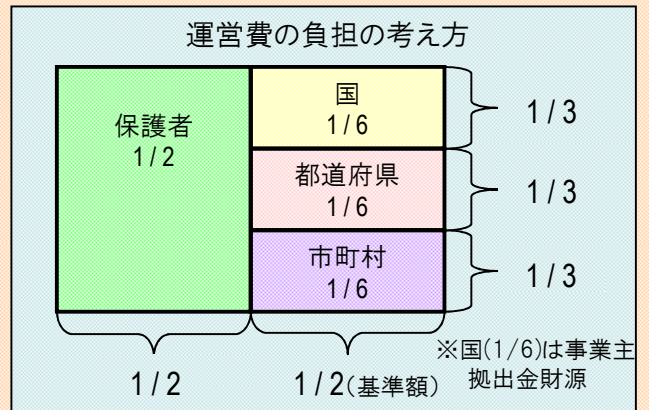 運営費の負担の考え方
保護者
1/2
国
1/6
都道府県
1/6
市町村
1/6
1/3
1/3
1/3
1/2
1/2(基準額)
※国(1/6)は事業主
拠出金財源